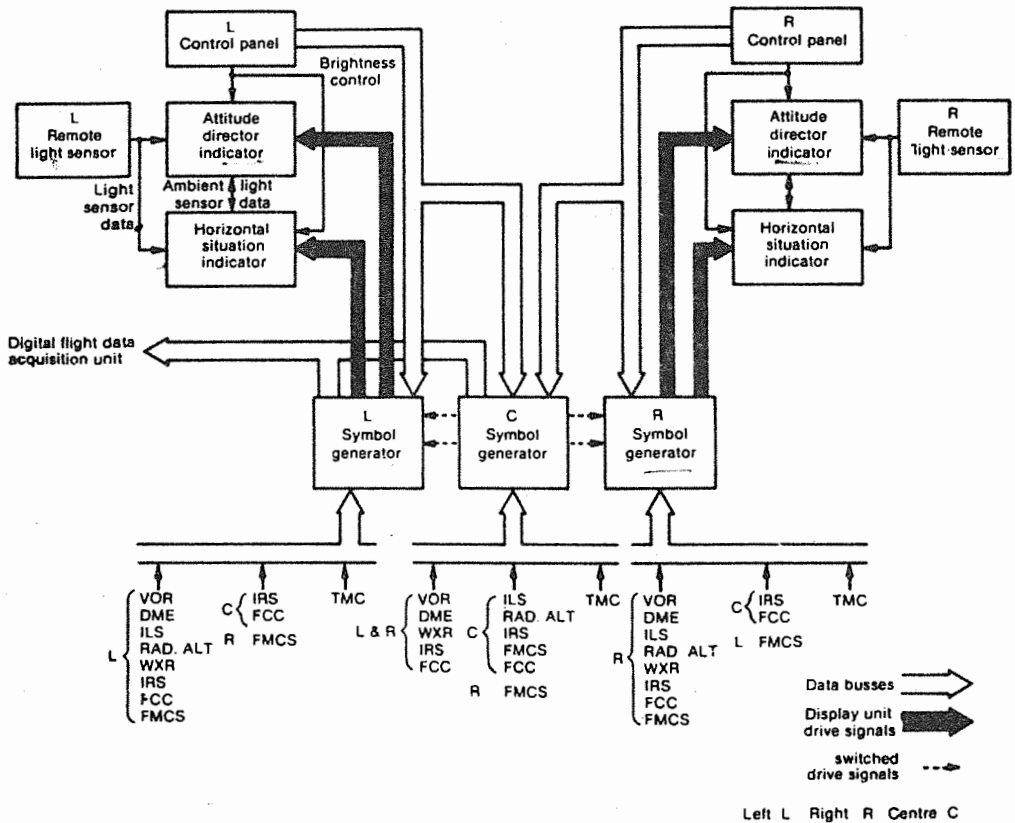 L
Control panel
R
Control panel
Brightness
control
L
Remote
light sensor
Attitude
director
indicator
Attitude
director
indicator
R
Remote
light sensor
Light
sensor
data
Ambient light
sensor data
Horizontal
situation
indicator
Horizontal
situation
indicator
Digital flight data
acquisition unit
L
Symbol
generator
C
Symbol
generator
R
Symbol
generator
L
VOR
DME
ILS
RAD. ALT
WXR
IRS
FCC
FMCS
C
IRS
FCC
R FMCS
TMC
L & R
VOR
DME
WXR
IRS
FCC
C
ILS
RAD. ALT
IRS
FMCS
FCC
R FMCS
TMC
R
VOR
DME
ILS
RAD ALT
WXR
IRS
FCC
FMCS
C
IRS
FCC
L FMCS
TMC
Data busses
Display unit
drive signals
switched
drive signals
Left L Right R Centre C